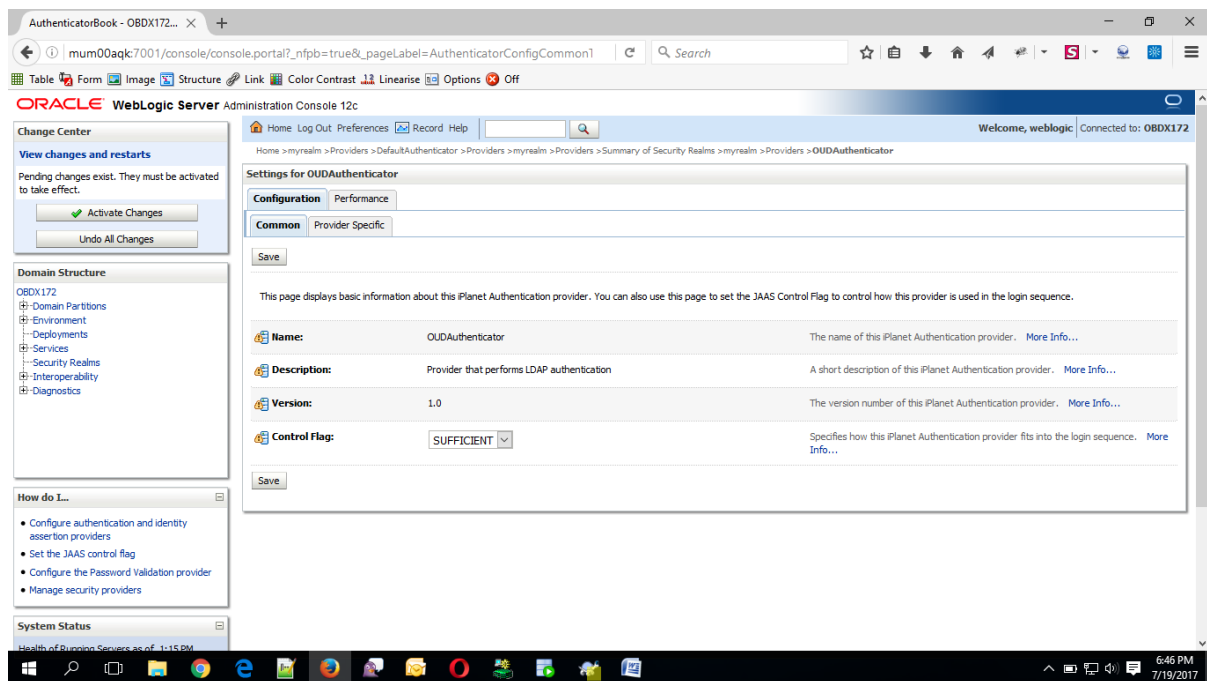 AuthenticatorBook - OBDX172...
mum00aqk:7001/console/console.portal?_nfpb=true&_pageLabel=AuthenticatorConfigCommonT
Search
Table Form Image Structure Link Color Contrast Linearise Options Off
ORACLE WebLogic Server Administration Console 12c
Change Center
View changes and restarts
Pending changes exist. They must be activated
to take effect.
Activate Changes
Undo All Changes
Domain Structure
OBDX172
Domain Partitions
Environment
Deployments
Services
Security Realms
Interoperability
Diagnostics
How do I...
Configure authentication and identity
assertion providers
Set the JAAS control flag
Configure the Password Validation provider
Manage security providers
System Status
Health of Running Servers as of 1:15 PM
Home Log Out Preferences Record Help
Welcome, weblogic Connected to: OBDX172
Home >myrealm >Providers >DefaultAuthenticator >Providers >myrealm >Providers >Summary of Security Realms >myrealm >Providers >OUDAuthenticator
Settings for OUDAuthenticator
Configuration Performance
Common Provider Specific
Save
This page displays basic information about this iPlanet Authentication provider. You can also use this page to set the JAAS Control Flag to control how this provider is used in the login sequence.
Name: OUDAuthenticator The name of this iPlanet Authentication provider. More Info...
Description: Provider that performs LDAP authentication A short description of this iPlanet Authentication provider. More Info...
Version: 1.0 The version number of this iPlanet Authentication provider. More Info...
Control Flag: SUFFICIENT Specifies how this iPlanet Authentication provider fits into the login sequence. More
Info...
Save
6:46 PM
7/19/2017